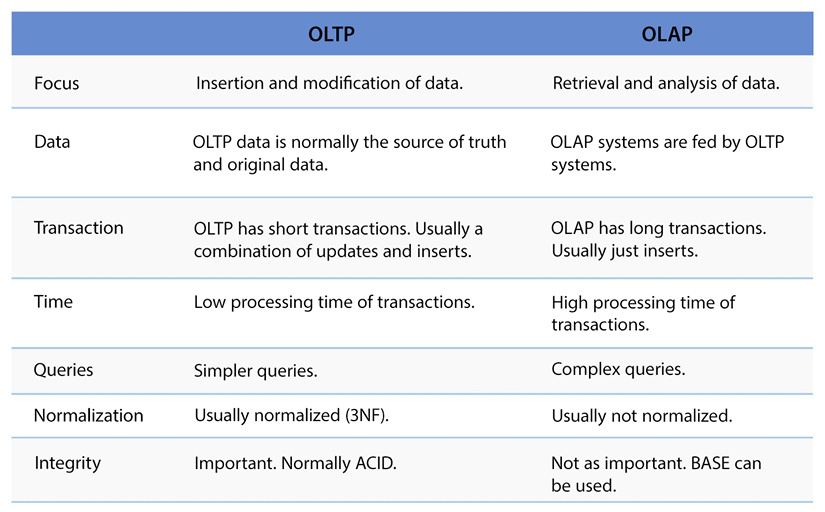 OLTP OLAP
Focus Insertion and modification of data. Retrieval and analysis of data.
Data OLTP data is normally the source of truth OLAP systems are fed by OLTP
and original data. systems.
Transaction OLTP has short transactions. Usually a OLAP has long transactions.
combination of updates and inserts. Usually just inserts.
Time Low processing time of transactions. High processing time of
transactions.
Queries Simpler queries. Complex queries.
Normalization Usually normalized (3NF). Usually not normalized.
Integrity Important. Normally ACID. Not as important. BASE can
be used.